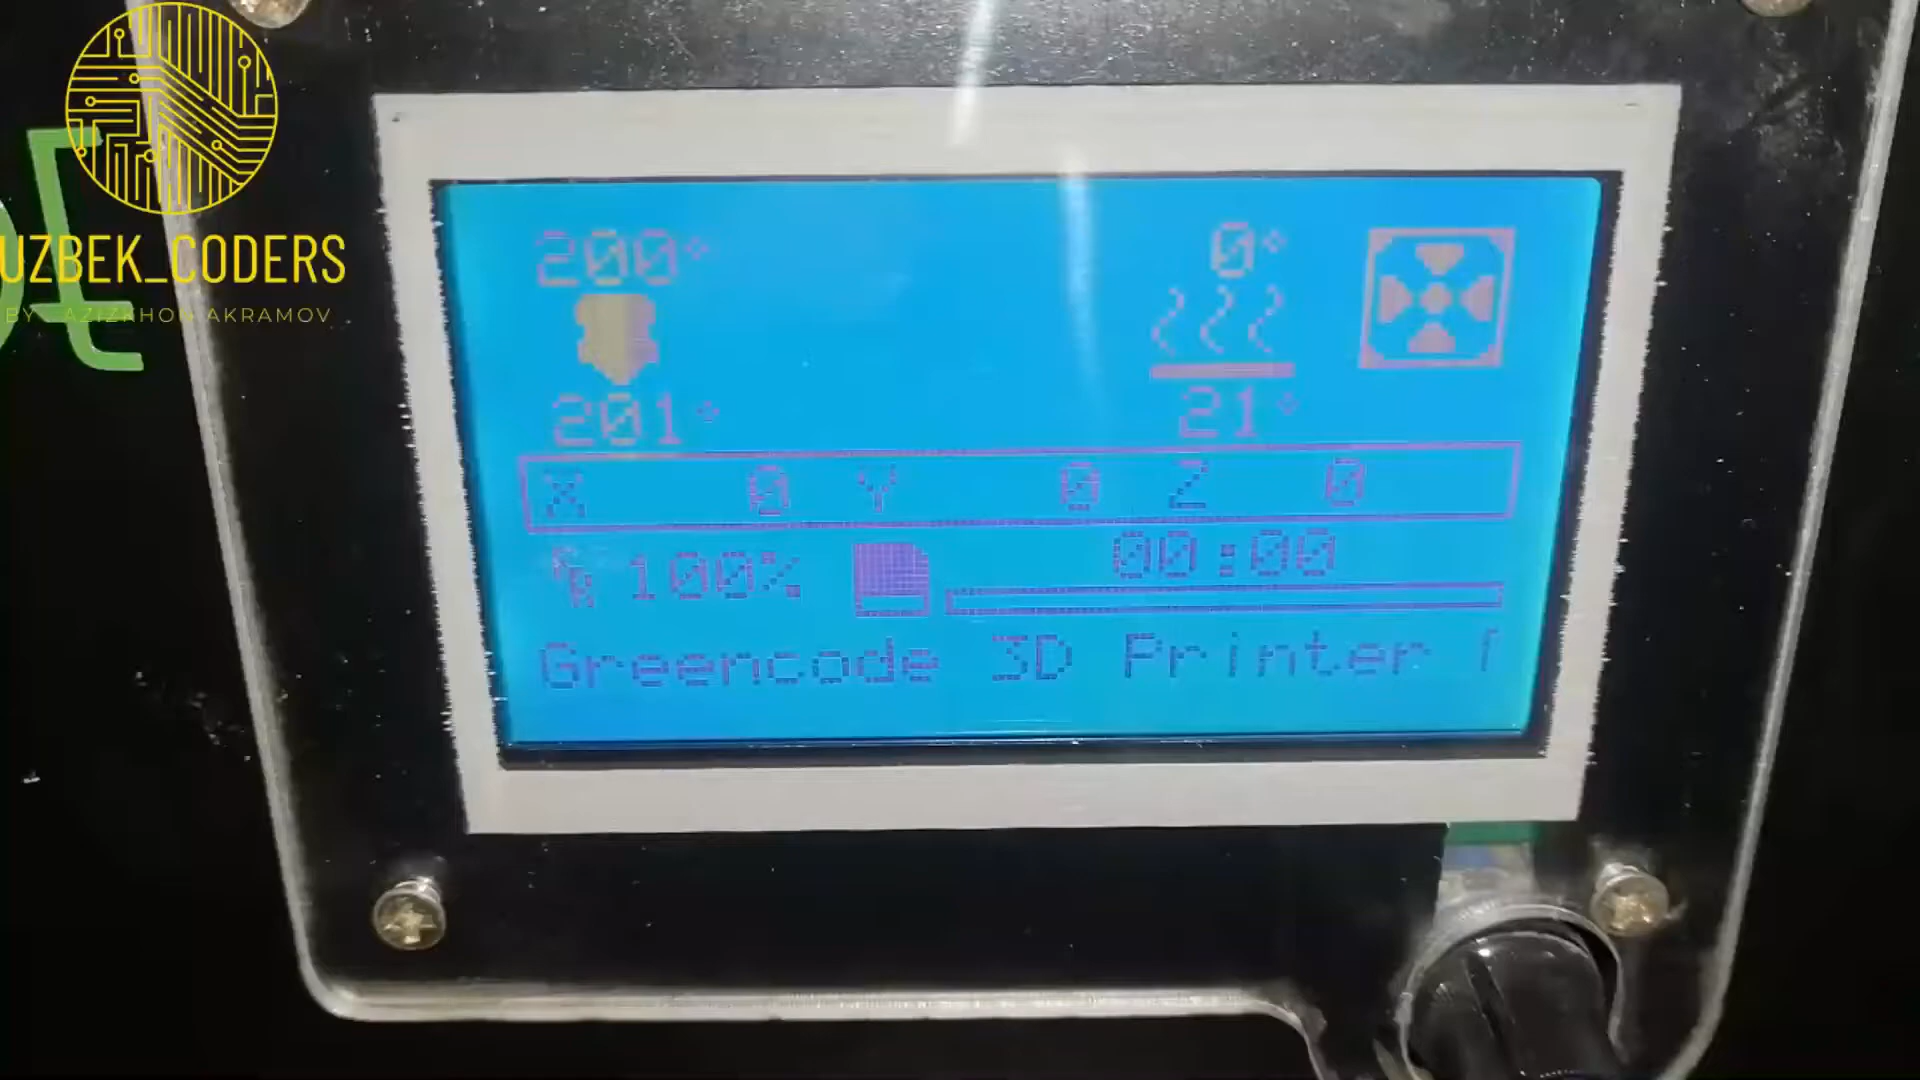 UZBEK_CODERS
BY AZIZKHON AKRAMOV
200° 0°
201° 21°
X 0 Y 0 Z 0
100% 00:00
Greencode 3D Printer